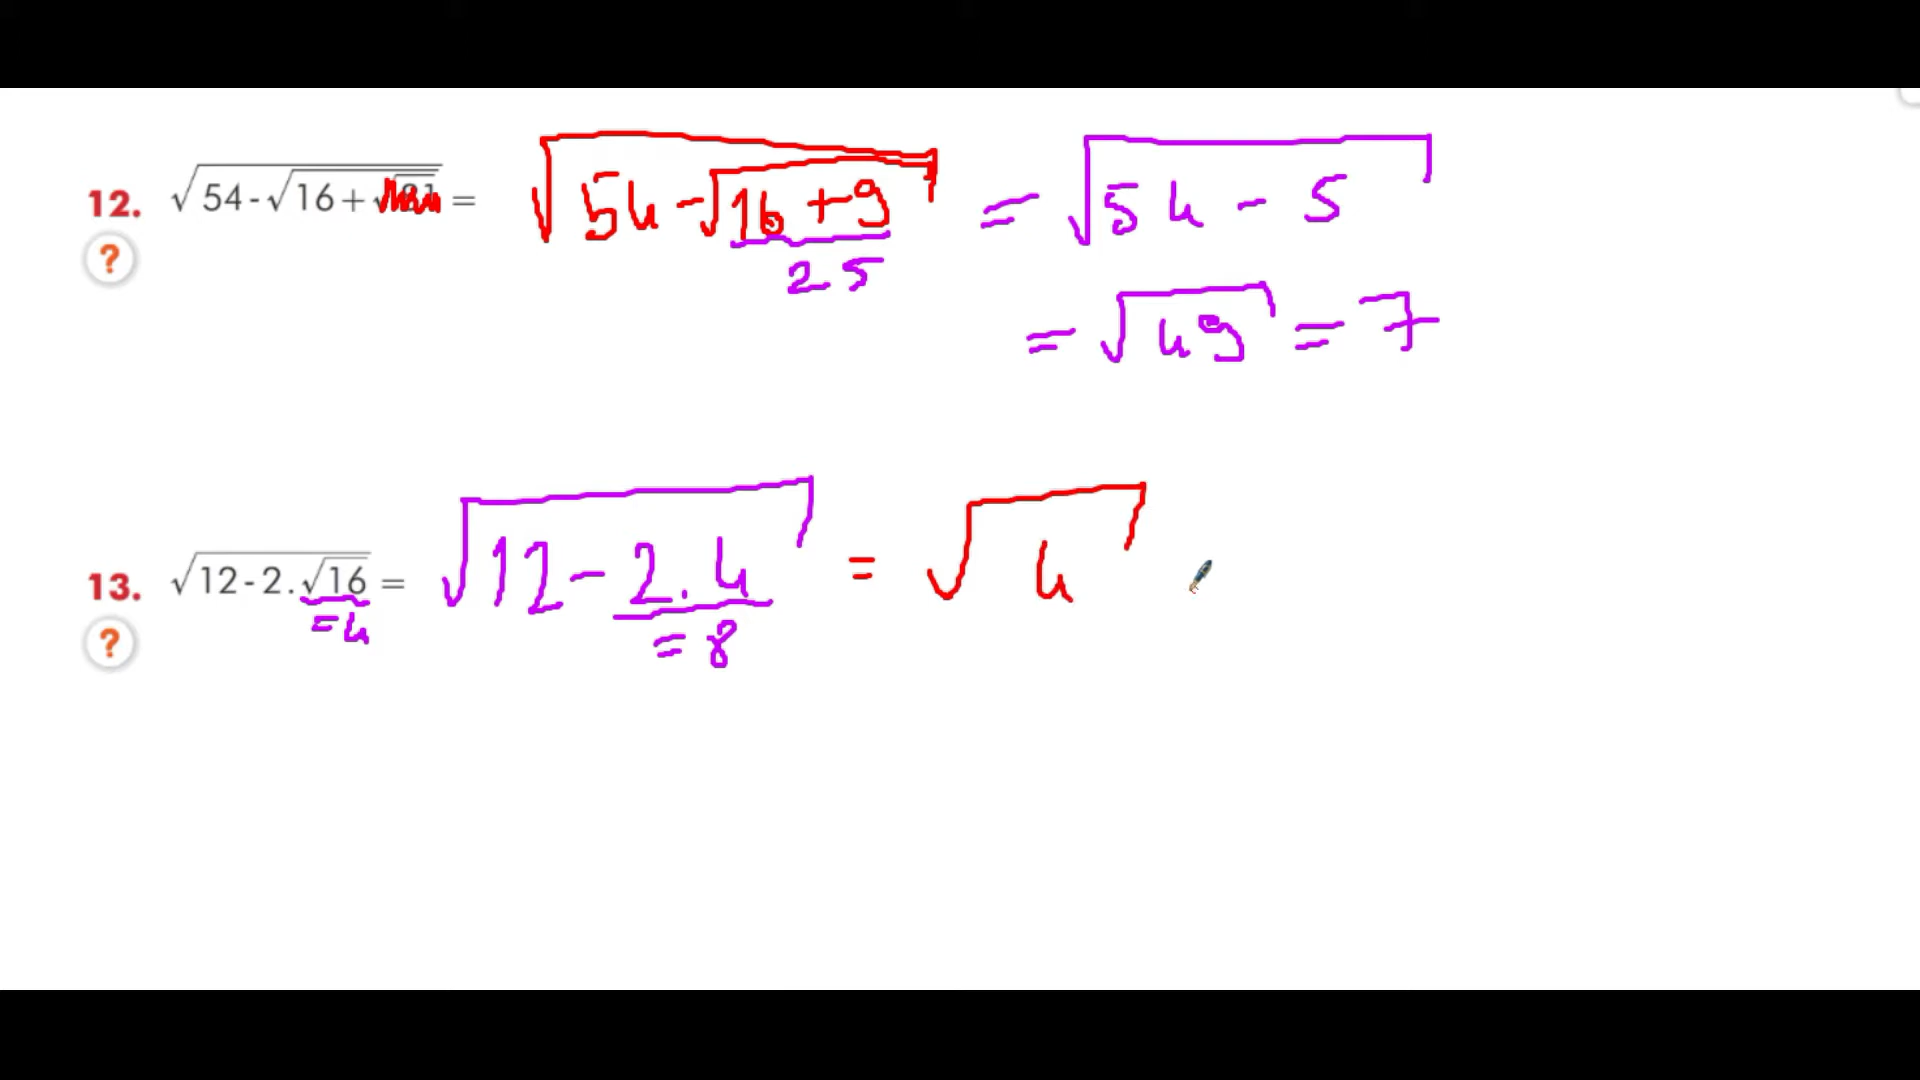 12. √54-√16+√81 = √54-√16+9 = √54-5
25
= √49 = 7
?
13. √12-2.√16 = √12-2.4 = √4
=4 =8
?